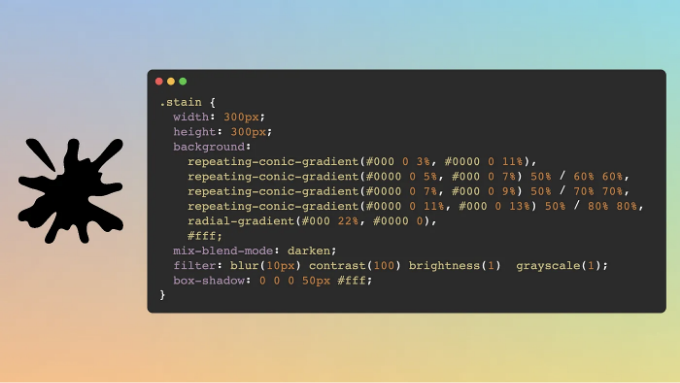 .stain {
width: 300px;
height: 300px;
background:
repeating-conic-gradient(#000 0 3%, #0000 0 11%),
repeating-conic-gradient(#0000 0 5%, #000 0 7%) 50% / 60% 60%,
repeating-conic-gradient(#0000 0 7%, #000 0 9%) 50% / 70% 70%,
repeating-conic-gradient(#0000 0 11%, #000 0 13%) 50% / 80% 80%,
radial-gradient(#000 22%, #0000 0),
#fff;
mix-blend-mode: darken;
filter: blur(10px) contrast(100) brightness(1)  grayscale(1);
box-shadow: 0 0 0 50px #fff;
}